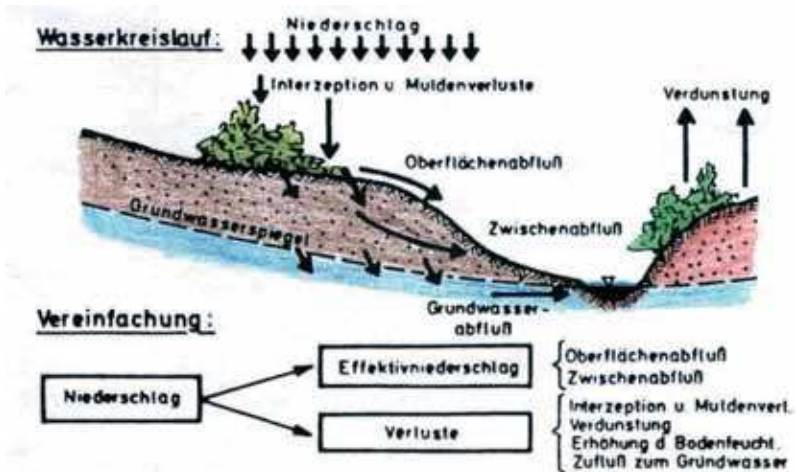 Wasserkreislauf:
Niederschlag
Interzeption u. Muldenverluste
Verdunstung
Oberflächenabfluß
Grundwasserspiegel
Zwischenabfluß
Grundwasser-
abfluß
Vereinfachung:
Niederschlag
Effektivniederschlag
Oberflächenabfluß
Zwischenabfluß
Verluste
Interzeption u. Muldenverl.
Verdunstung
Erhöhung d. Bodenfeucht.
Zufluß zum Grundwasser